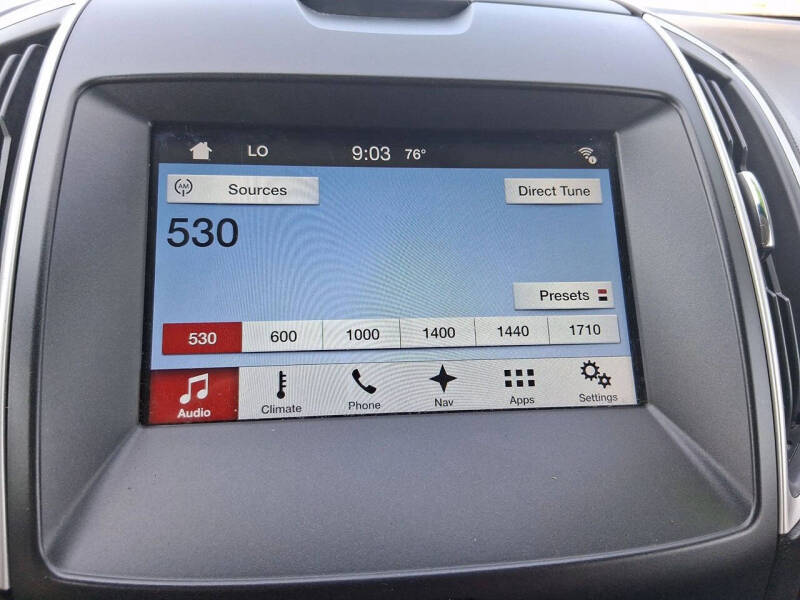 LO 9:03 76°
AM Sources Direct Tune
530
Presets
530 600 1000 1400 1440 1710
Audio Climate Phone Nav Apps Settings